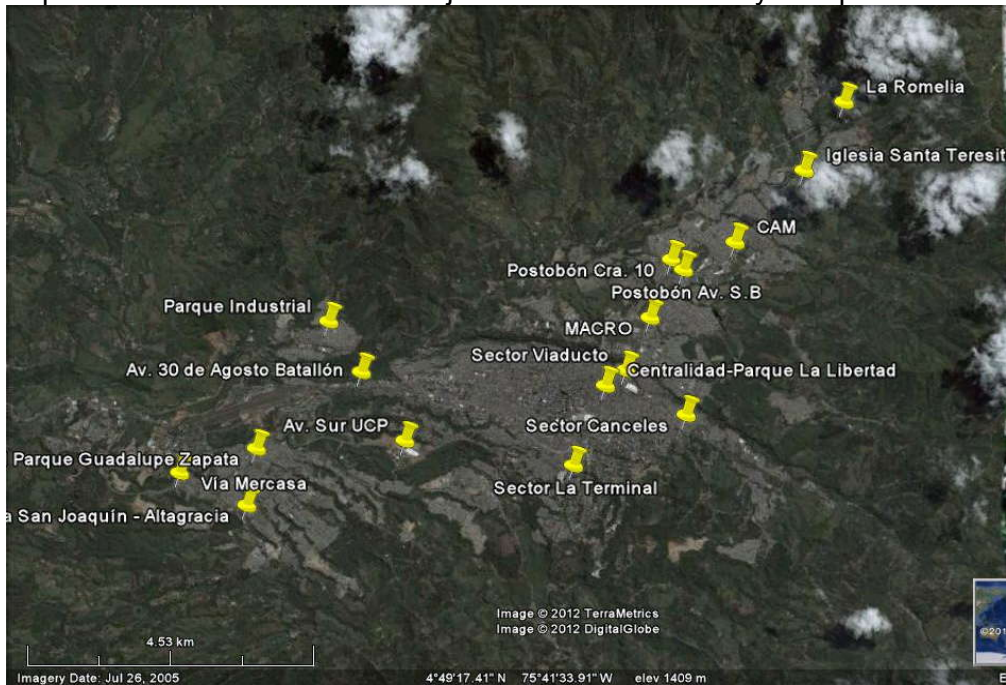 La Romelia
Iglesia Santa Teresit
CAM
Postobón Cra. 10
Postobón Av. S.B
Parque Industrial
MACRO
Sector Viaducto
Av. 30 de Agosto Batallón
Centralidad-Parque La Libertad
Av. Sur UCP
Sector Canceles
Parque Guadalupe Zapata
Vía Mercasa
Sector La Terminal
a San Joaquín - Altagracia
Image © 2012 TerraMetrics
Image © 2012 DigitalGlobe
4.53 km
©201
Imagery Date: Jul 26, 2005
4°49'17.41" N 75°41'33.91" W elev 1409 m